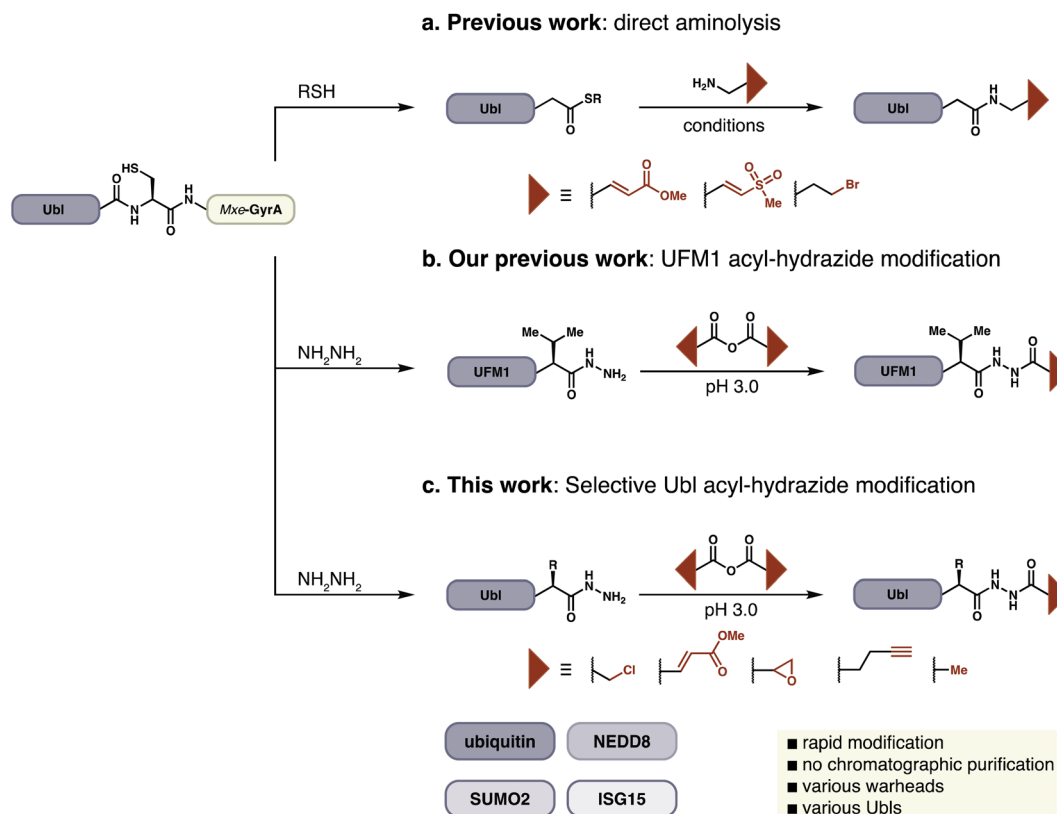 a. Previous work: direct aminolysis
RSH
Ubl
SR
O
H₂N
conditions
Ubl
H
N
O
HS
O
N
H
H
N
O
Ubl
Mxe-GyrA
≡
O
OMe
O
O
S
Me
Br
b. Our previous work: UFM1 acyl-hydrazide modification
NH₂NH₂
Me
Me
UFM1
H
N
NH₂
O
O
O
O
pH 3.0
Me
Me
UFM1
H
N
N
H
O
O
c. This work: Selective Ubl acyl-hydrazide modification
NH₂NH₂
R
Ubl
H
N
NH₂
O
O
O
O
pH 3.0
R
Ubl
H
N
N
H
O
O
≡
Cl
OMe
O
O
Me
ubiquitin
NEDD8
SUMO2
ISG15
■ rapid modification
■ no chromatographic purification
■ various warheads
■ various Ubls